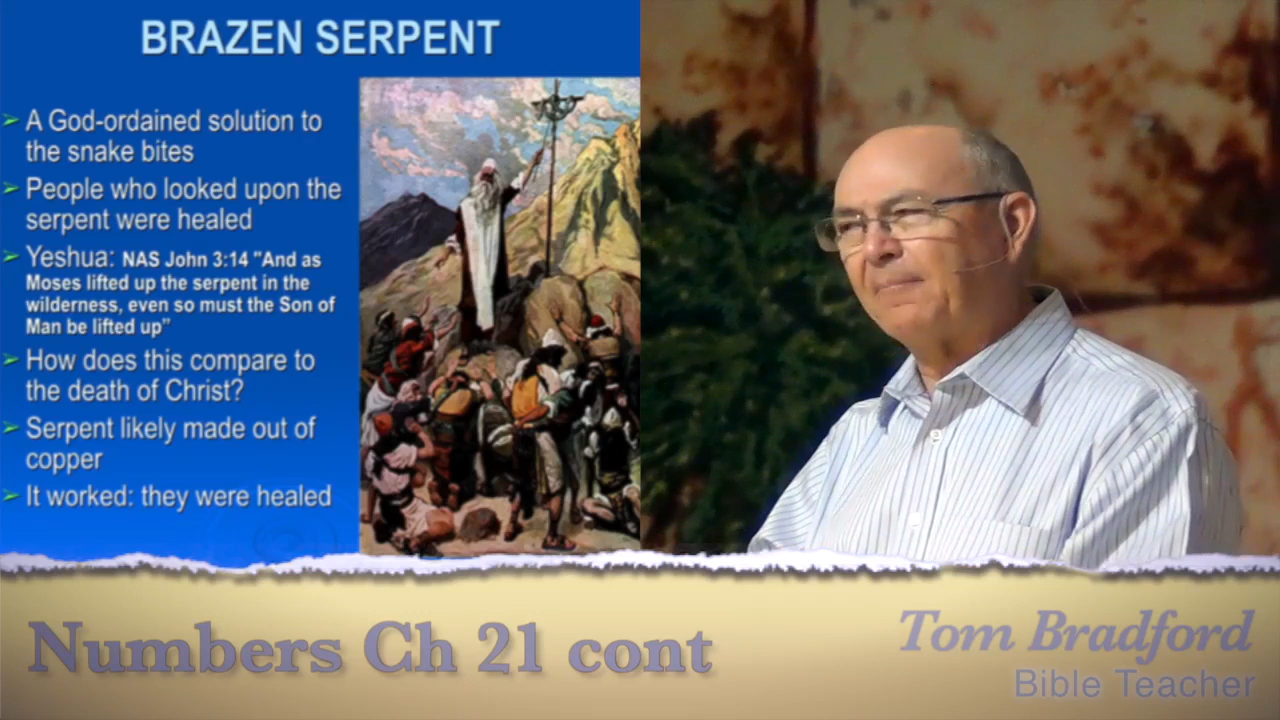 BRAZEN SERPENT
➢ A God-ordained solution to
the snake bites
➢ People who looked upon the
serpent were healed
➢ Yeshua: NAS John 3:14 "And as
Moses lifted up the serpent in the
wilderness, even so must the Son of
Man be lifted up"
➢ How does this compare to
the death of Christ?
➢ Serpent likely made out of
copper
➢ It worked: they were healed
Numbers Ch 21 cont
Tom Bradford
Bible Teacher